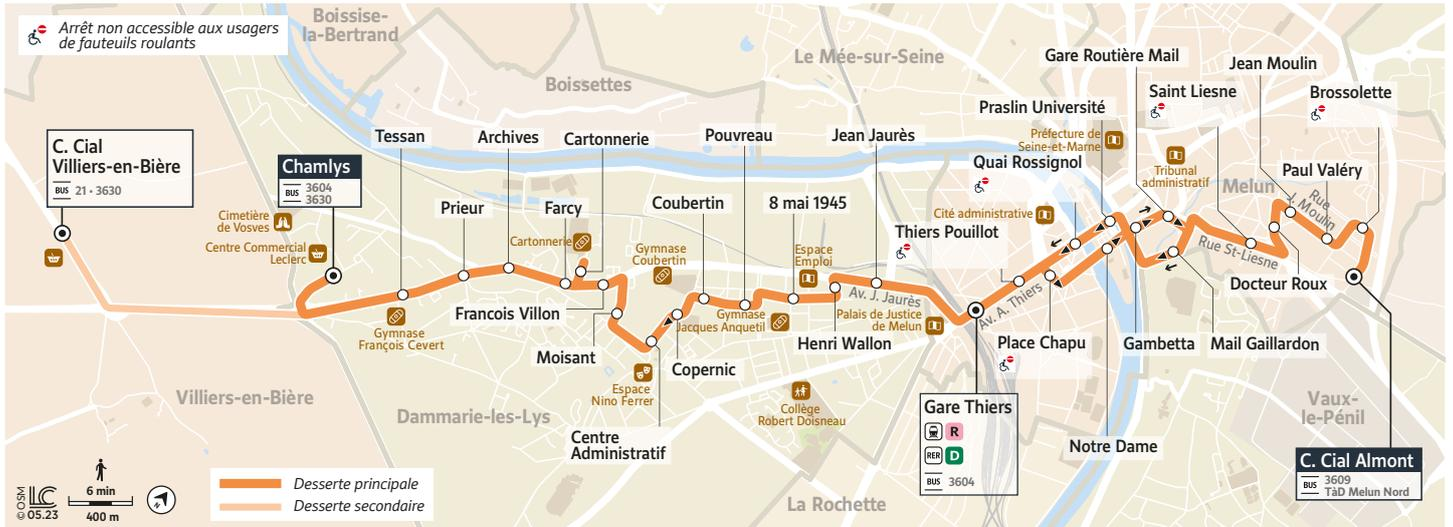 Arrêt non accessible aux usagers
de fauteuils roulants
Boissise-
la-Bertrand
Boissettes
Le Mée-sur-Seine
Gare Routière Mail
Jean Moulin
Saint Liesne
Brossolette
Praslin Université
Préfecture de
Seine-et-Marne
Quai Rossignol
Tribunal
administratif
Melun
Paul Valéry
Rue
J. Moulin
C. Cial
Villiers-en-Bière
BUS 21 • 3630
Chamlys
BUS 3604
3630
Tessan
Archives
Cartonnerie
Pouvreau
Jean Jaurès
Cimetière
de Vosves
Centre Commercial
Leclerc
Prieur
Farcy
Coubertin
8 mai 1945
Cité administrative
Thiers Pouillot
Cartonnerie
Gymnase
Coubertin
Espace
Emploi
Rue St-Liesne
Docteur Roux
Av. J. Jaurès
Av. A. Thiers
Francois Villon
Gymnase
François Cevert
Gymnase
Jacques Anquetil
Palais de Justice
de Melun
Henri Wallon
Place Chapu
Gambetta
Mail Gaillardon
Moisant
Copernic
Espace
Nino Ferrer
Collège
Robert Doisneau
Villiers-en-Bière
Dammarie-les-Lys
Centre
Administratif
Gare Thiers
R
RER D
BUS 3604
Notre Dame
Vaux-
le-Pénil
C. Cial Almont
BUS 3609
TàD Melun Nord
La Rochette
6 min
400 m
N
© OSM
LC
© 05.23
Desserte principale
Desserte secondaire